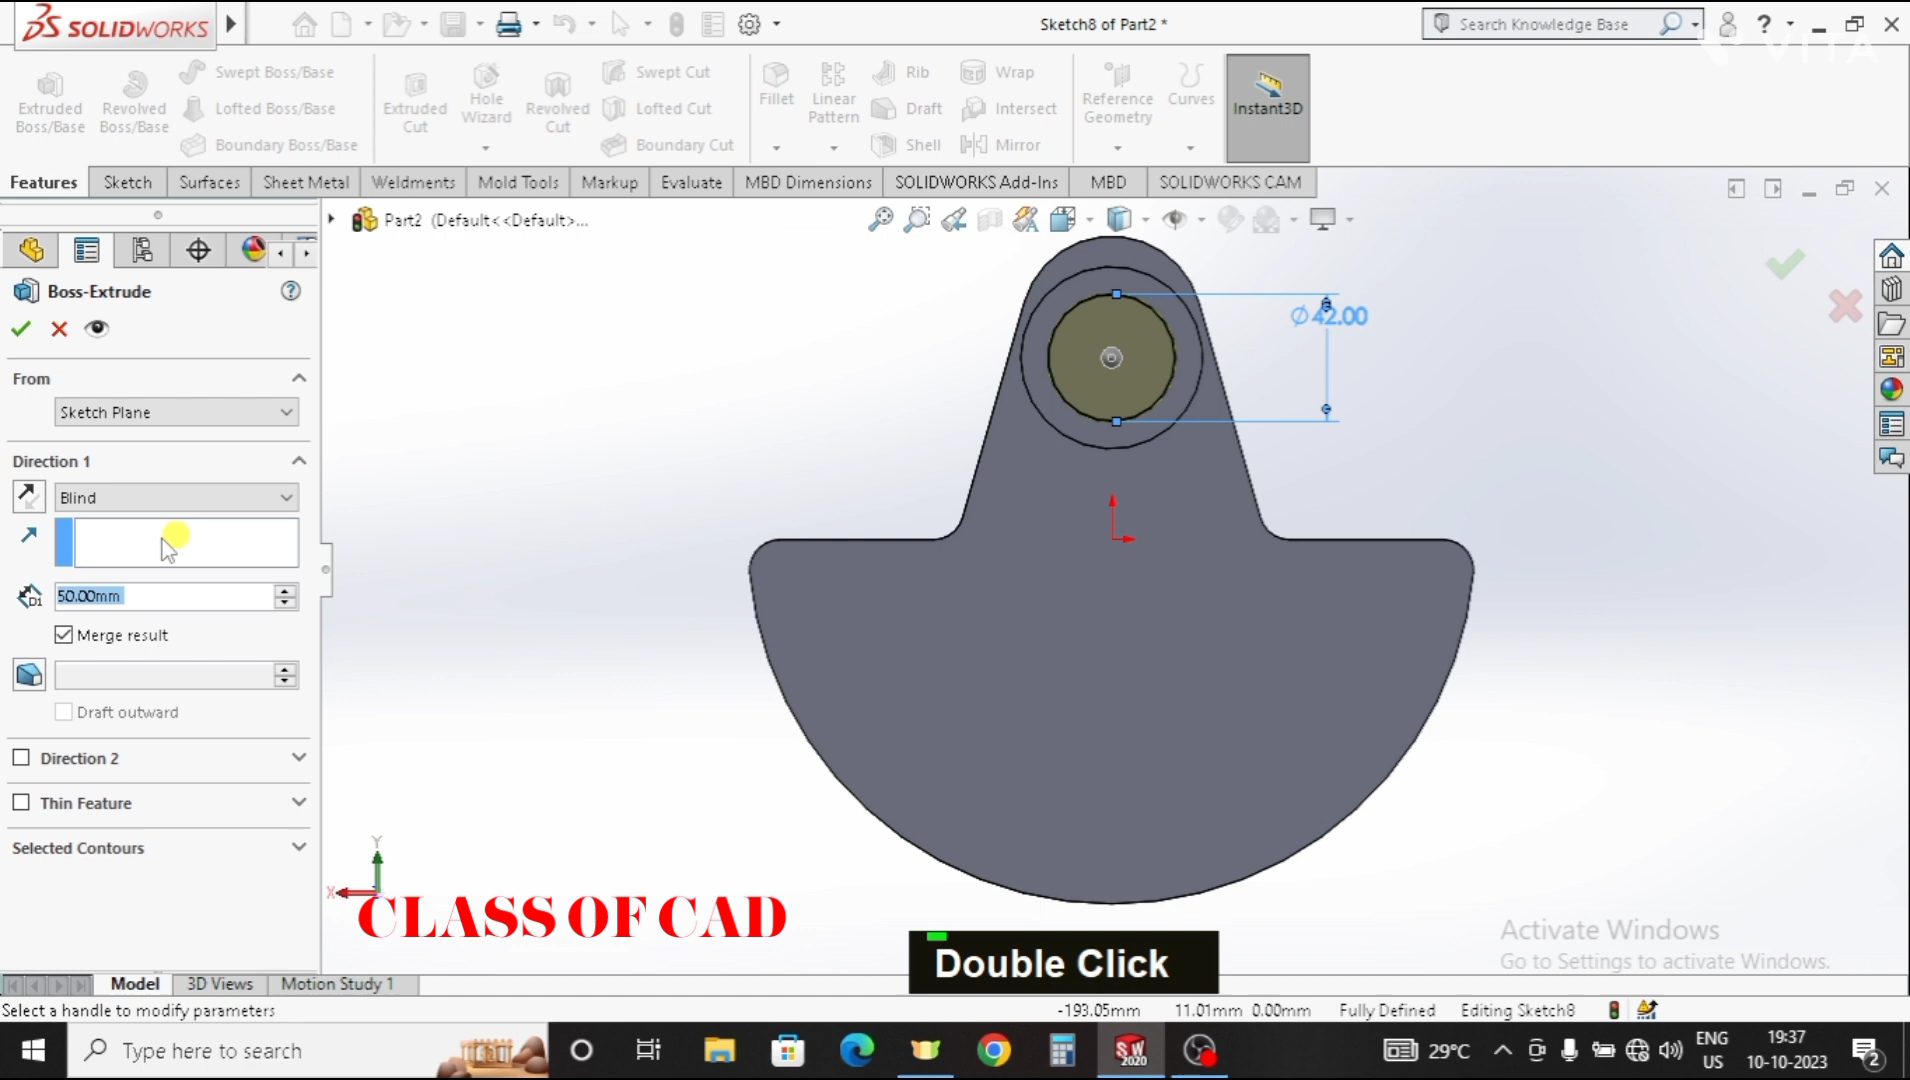 SOLIDWORKS
Sketch8 of Part2 *
Search Knowledge Base
VITA
Extruded Boss/Base
Revolved Boss/Base
Swept Boss/Base
Lofted Boss/Base
Boundary Boss/Base
Extruded Cut
Hole Wizard
Revolved Cut
Swept Cut
Lofted Cut
Boundary Cut
Fillet
Linear Pattern
Rib
Draft
Shell
Wrap
Intersect
Mirror
Reference Geometry
Curves
Instant3D
Features
Sketch
Surfaces
Sheet Metal
Weldments
Mold Tools
Markup
Evaluate
MBD Dimensions
SOLIDWORKS Add-Ins
MBD
SOLIDWORKS CAM
Part2 (Default<<Default>...
Boss-Extrude
From
Sketch Plane
Direction 1
Blind
D1
50.00mm
Merge result
Draft outward
Direction 2
Thin Feature
Selected Contours
∅42.00
Y
X
CLASS OF CAD
Double Click
Activate Windows
Go to Settings to activate Windows.
Model
3D Views
Motion Study 1
Select a handle to modify parameters
-193.05mm 11.01mm 0.00mm Fully Defined Editing Sketch8
Type here to search
SW
2020
29°C
ENG
US
19:37
10-10-2023
2